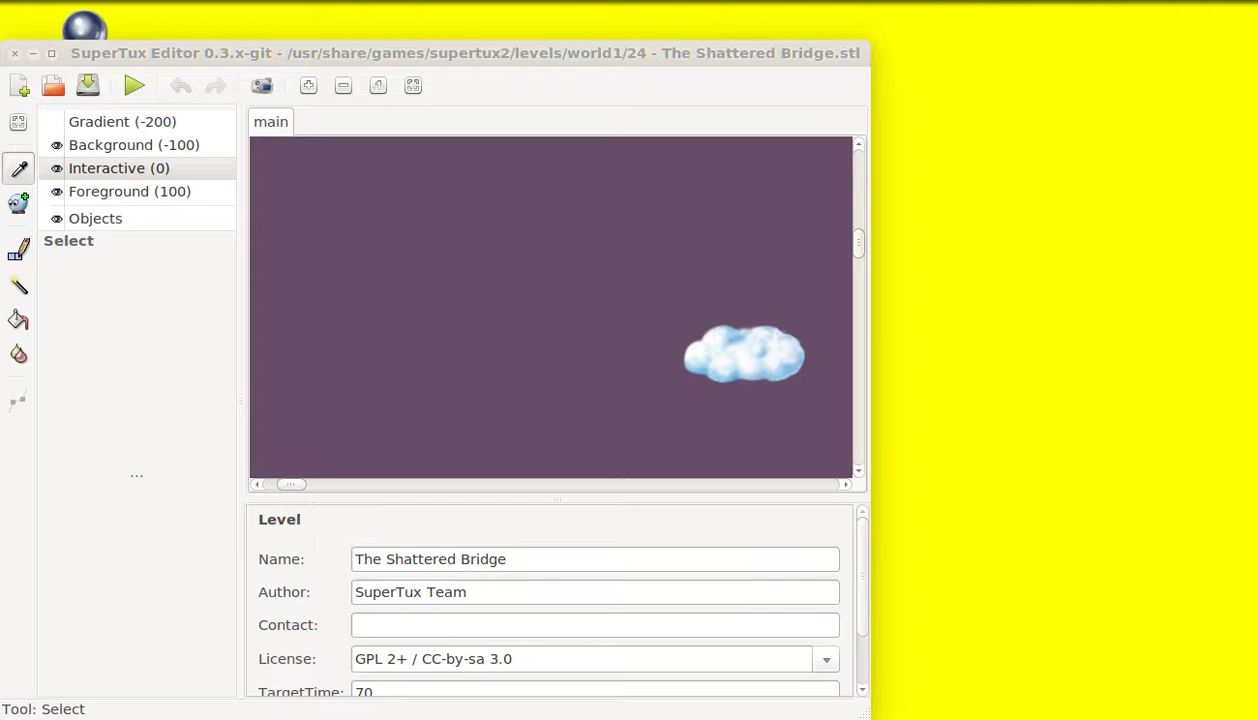 SuperTux Editor 0.3.x-git - /usr/share/games/supertux2/levels/world1/24 - The Shattered Bridge.stl
Gradient (-200)
Background (-100)
Interactive (0)
Foreground (100)
Objects
Select
...
main
Level
Name: The Shattered Bridge
Author: SuperTux Team
Contact:
License: GPL 2+ / CC-by-sa 3.0
TargetTime: 70
Tool: Select